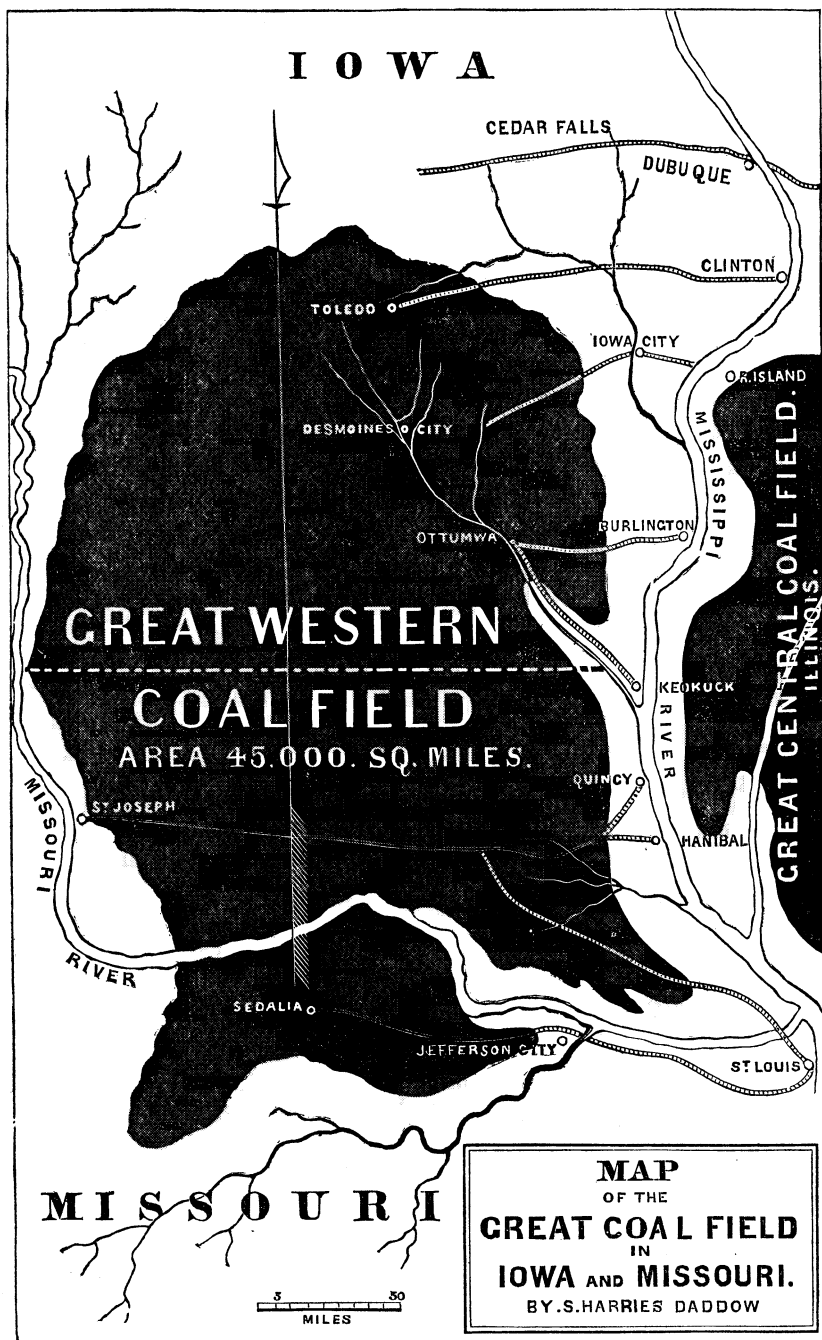 IOWA
CEDAR FALLS
DUBUQUE
CLINTON
TOLEDO
IOWA CITY
R. ISLAND
DESMOINES CITY
MISSISSIPPI
RIVER
OTTUMWA
BURLINGTON
GREAT CENTRAL COAL FIELD.
ILLINOIS.
GREAT WESTERN
COAL FIELD
AREA 45.000. SQ. MILES.
KEOKUCK
QUINCY
ST JOSEPH
HANIBAL
MISSOURI
RIVER
SEDALIA
JEFFERSON CITY
ST LOUIS
MISSOURI
5 50
MILES
MAP
OF THE
GREAT COAL FIELD
IN
IOWA AND MISSOURI.
BY. S. HARRIES DADDOW